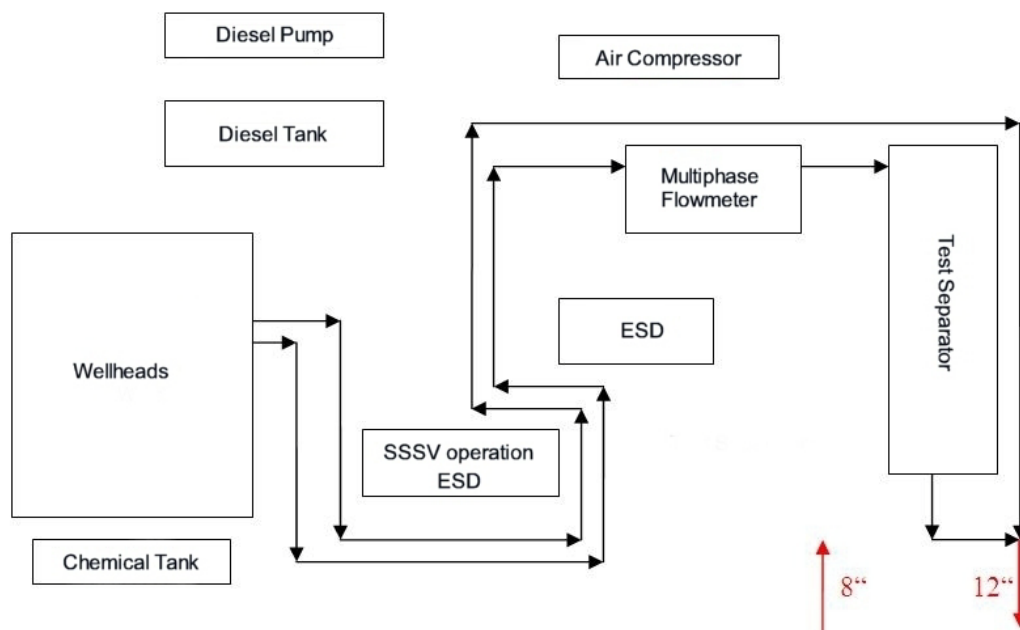 Diesel Pump
Air Compressor
Diesel Tank
Multiphase
Flowmeter
Test Separator
ESD
Wellheads
SSSV operation
ESD
Chemical Tank
8“
12“